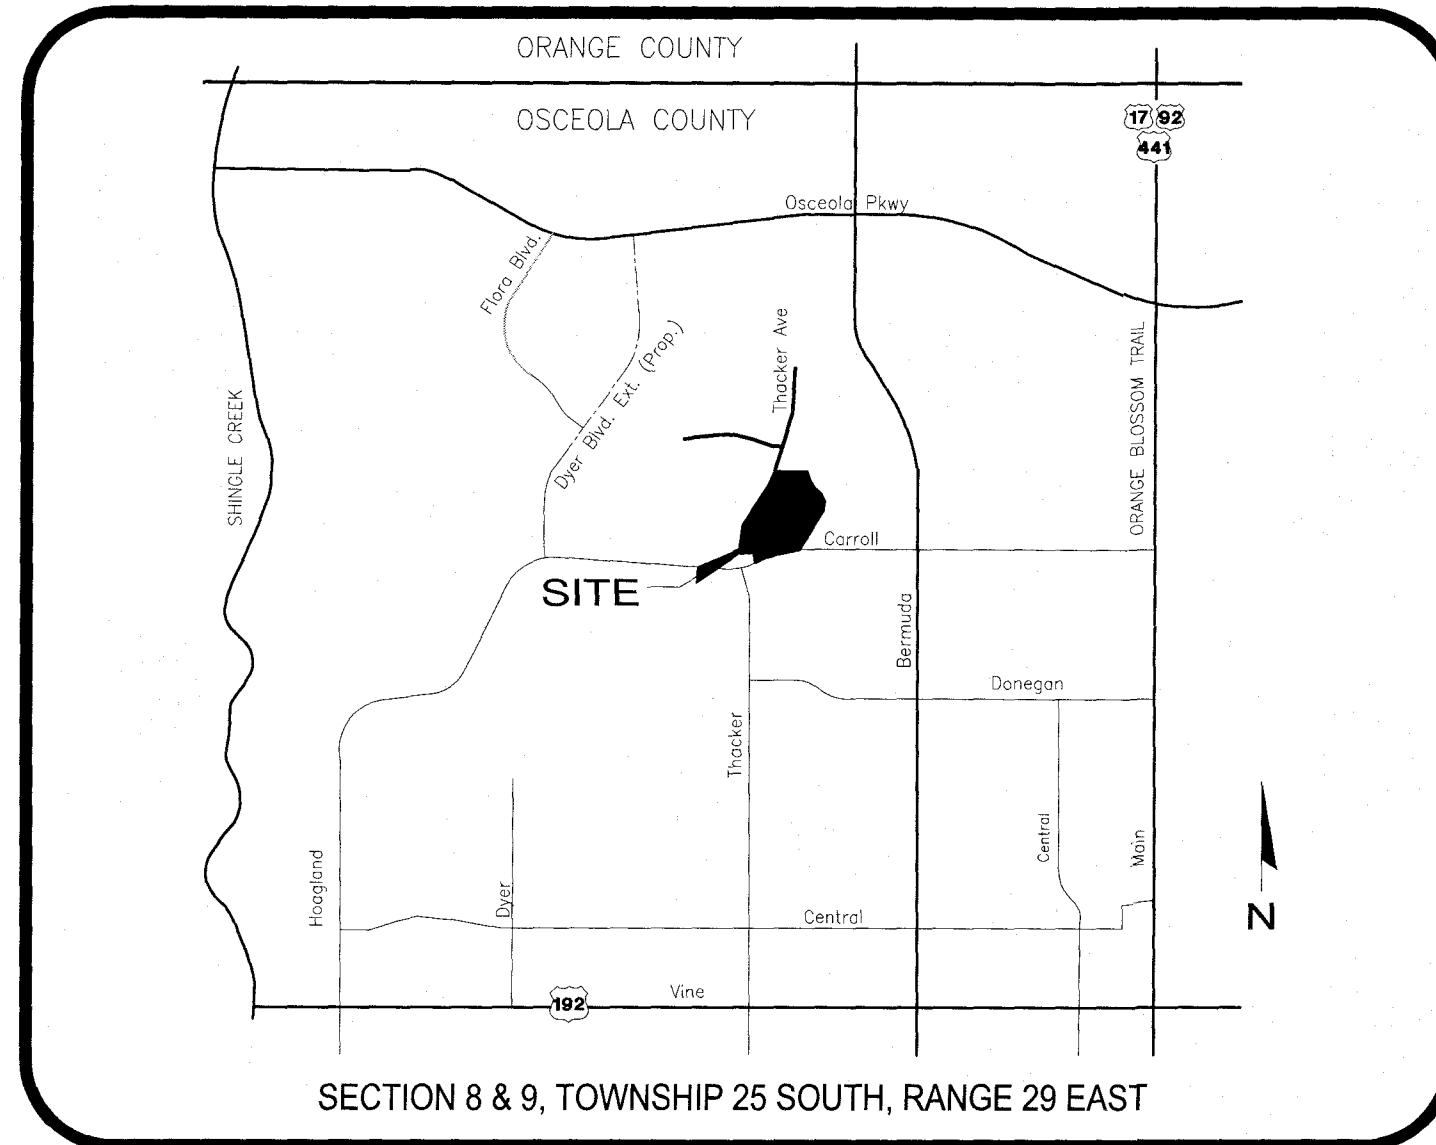 ORANGE COUNTY
OSCEOLA COUNTY
17 92
441
Osceola Pkwy
Flora Blvd.
Dyer Blvd. Ext. (Prop.)
Thacker Ave
ORANGE BLOSSOM TRAIL
SHINGLE CREEK
Carroll
SITE
Bermuda
Donegan
Thacker
Central
Main
Hoagland
Dyer
Central
N
Vine
192
SECTION 8 & 9, TOWNSHIP 25 SOUTH, RANGE 29 EAST